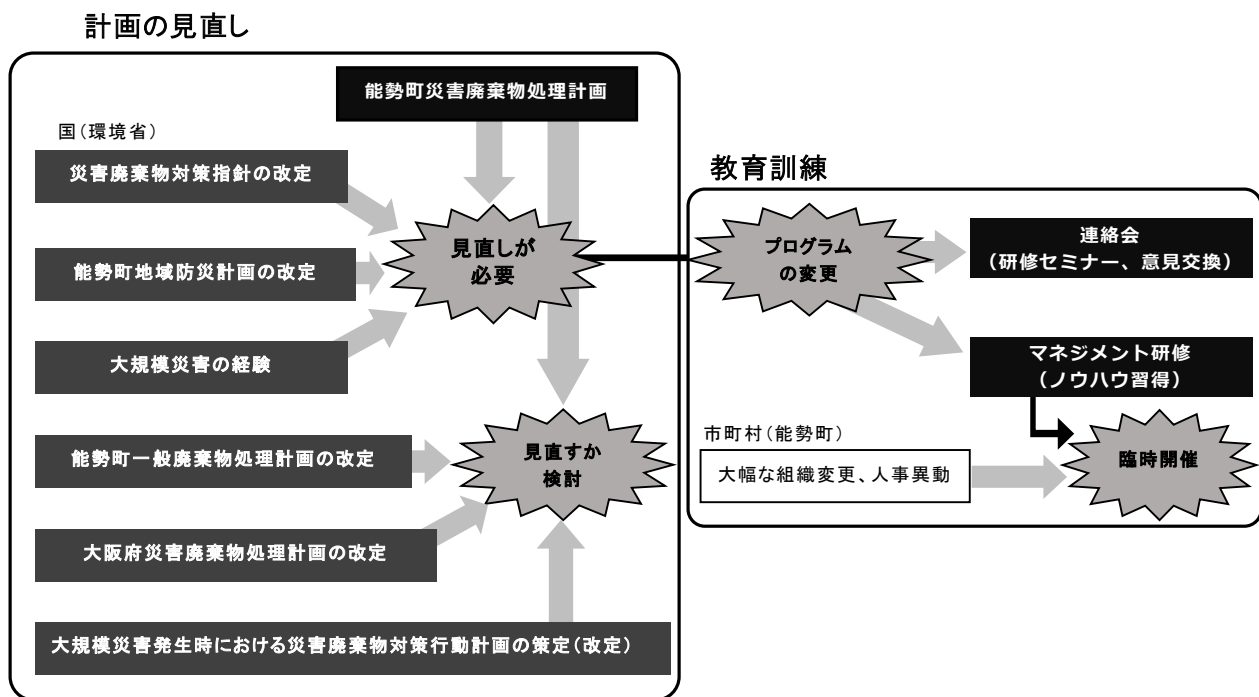 計画の見直し
能勢町災害廃棄物処理計画
国（環境省）
災害廃棄物対策指針の改定
能勢町地域防災計画の改定
大規模災害の経験
見直しが
必要
能勢町一般廃棄物処理計画の改定
大阪府災害廃棄物処理計画の改定
見直すか
検討
大規模災害発生時における災害廃棄物対策行動計画の策定（改定）
教育訓練
プログラム
の変更
連絡会
（研修セミナー、意見交換）
マネジメント研修
（ノウハウ習得）
市町村（能勢町）
大幅な組織変更、人事異動
臨時開催